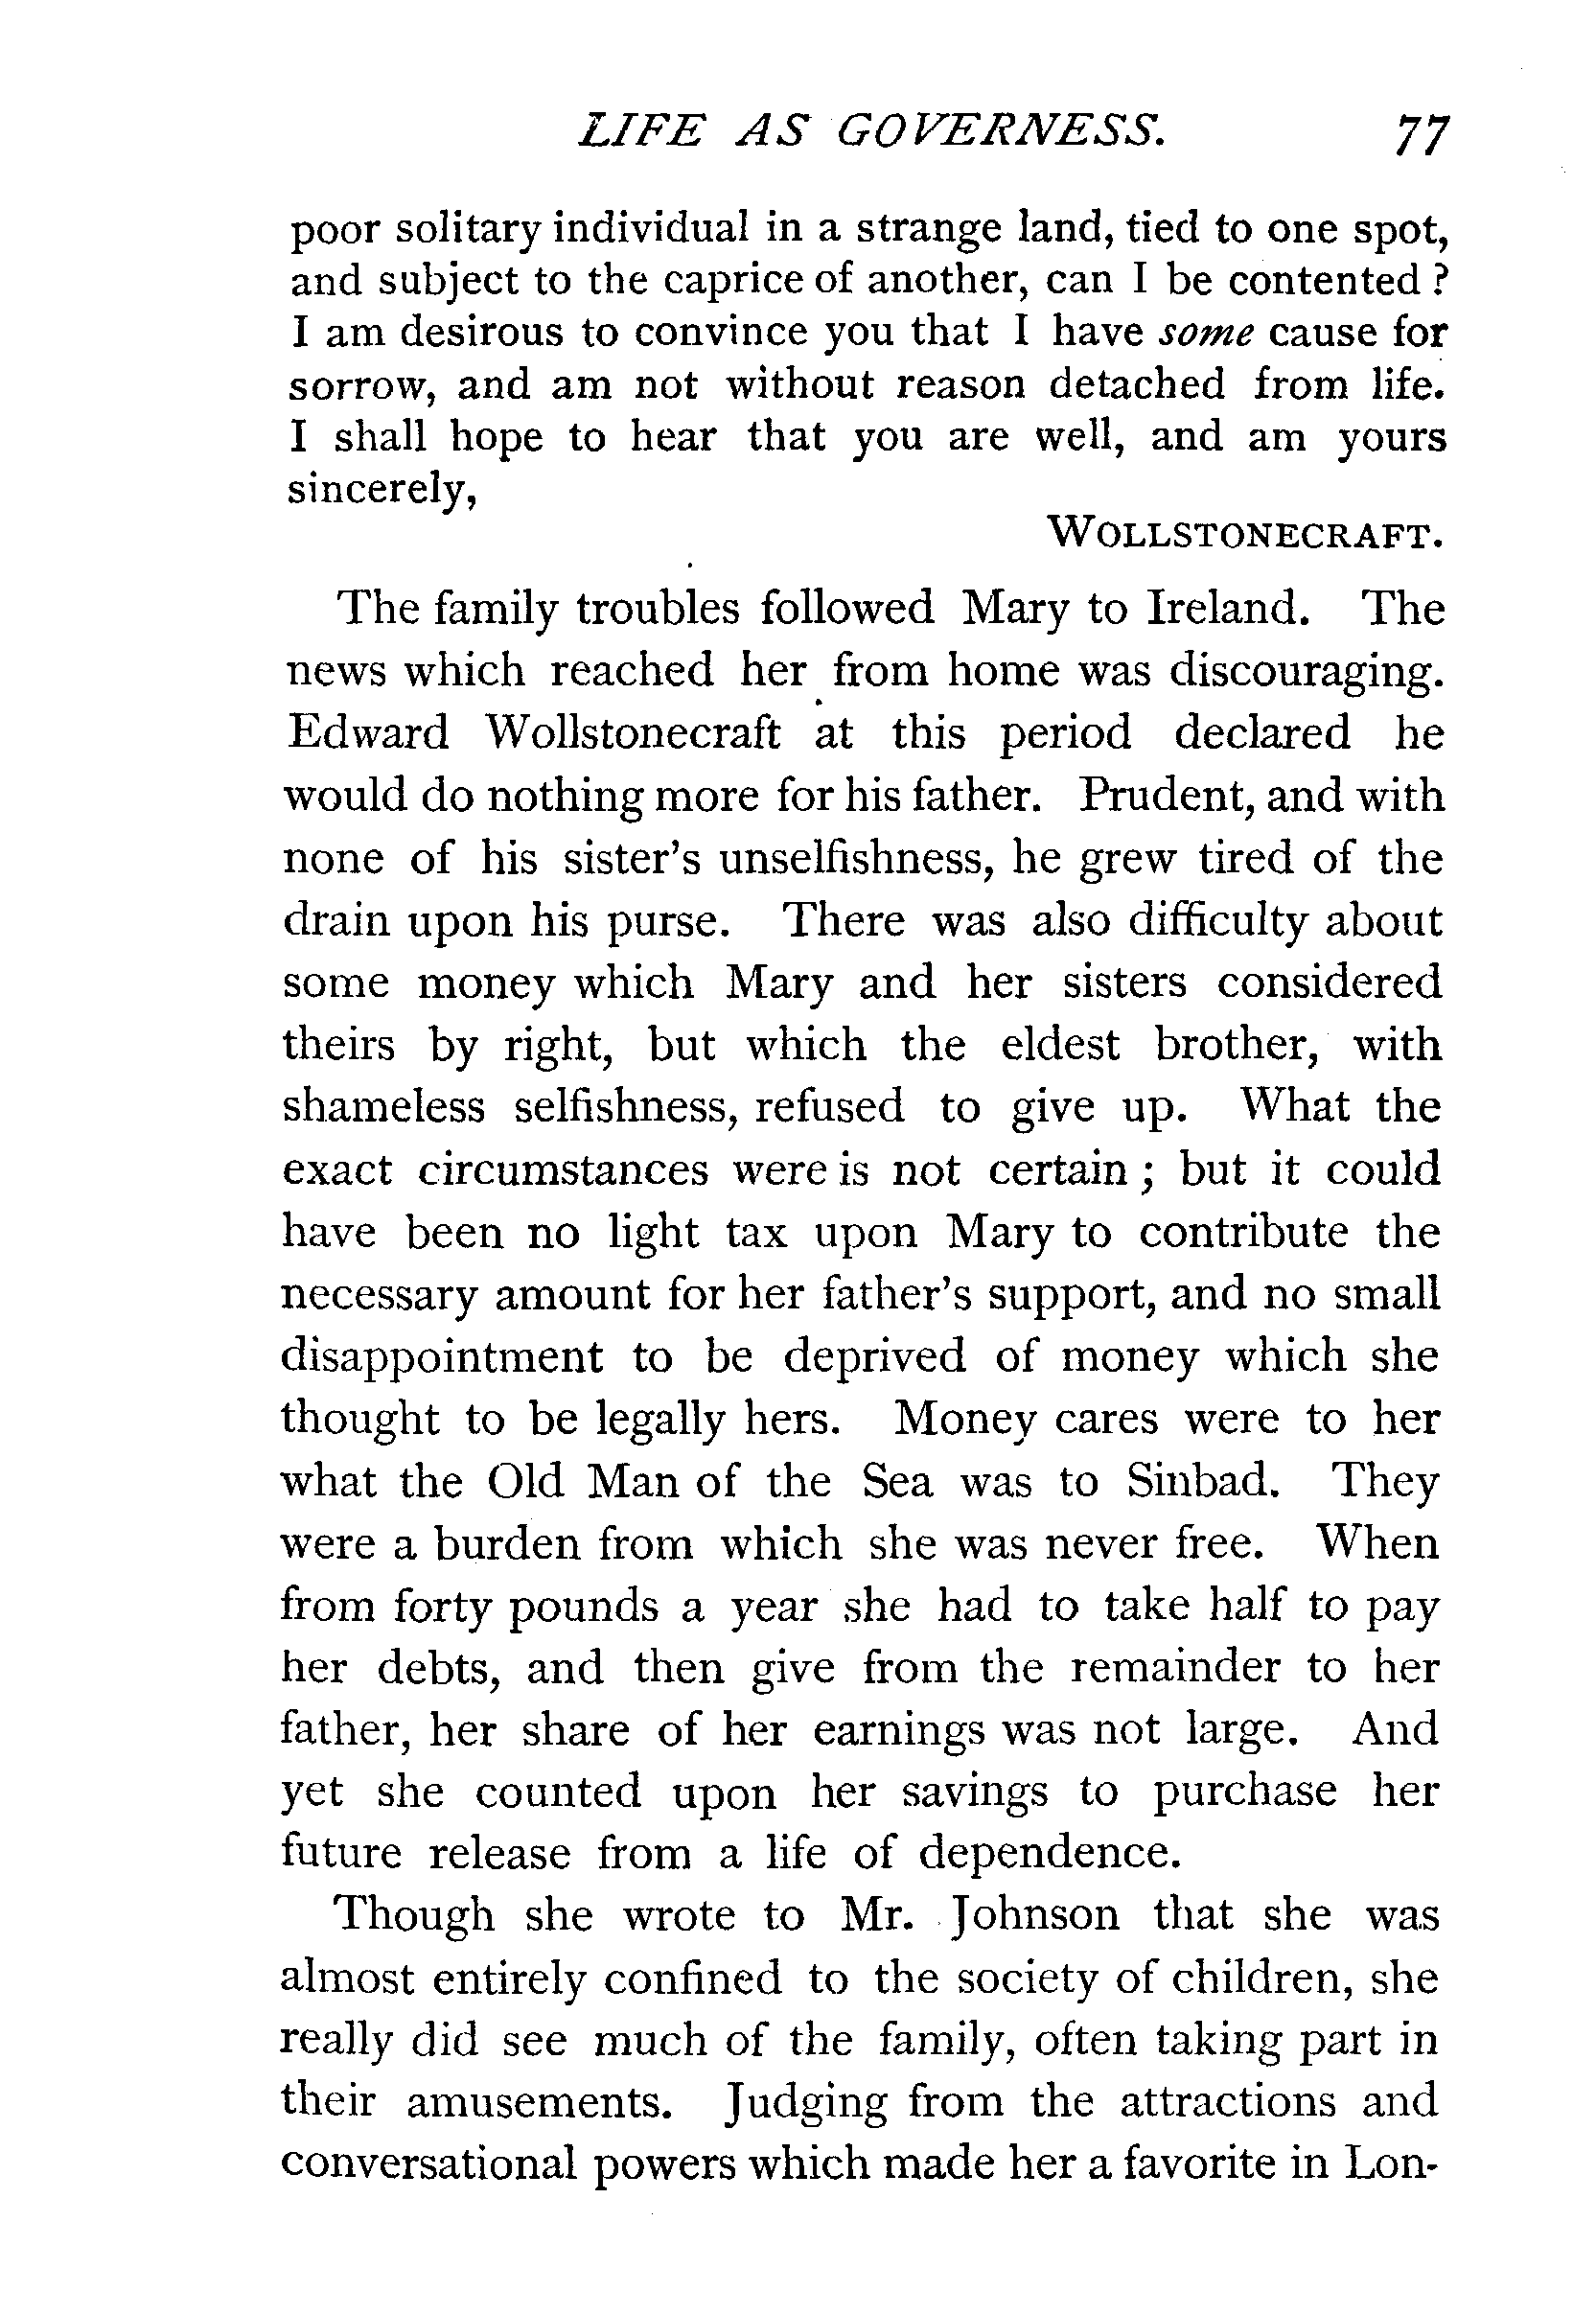 LIFE AS GOVERNESS. 77
poor solitary individual in a strange land, tied to one spot,
and subject to the caprice of another, can I be contented ?
I am desirous to convince you that I have some cause for
sorrow, and am not without reason detached from life.
I shall hope to hear that you are well, and am yours
sincerely,
WOLLSTONECRAFT.
The family troubles followed Mary to Ireland. The
news which reached her from home was discouraging.
Edward Wollstonecraft at this period declared he
would do nothing more for his father. Prudent, and with
none of his sister's unselfishness, he grew tired of the
drain upon his purse. There was also difficulty about
some money which Mary and her sisters considered
theirs by right, but which the eldest brother, with
shameless selfishness, refused to give up. What the
exact circumstances were is not certain ; but it could
have been no light tax upon Mary to contribute the
necessary amount for her father's support, and no small
disappointment to be deprived of money which she
thought to be legally hers. Money cares were to her
what the Old Man of the Sea was to Sinbad. They
were a burden from which she was never free. When
from forty pounds a year she had to take half to pay
her debts, and then give from the remainder to her
father, her share of her earnings was not large. And
yet she counted upon her savings to purchase her
future release from a life of dependence.
Though she wrote to Mr. Johnson that she was
almost entirely confined to the society of children, she
really did see much of the family, often taking part in
their amusements. Judging from the attractions and
conversational powers which made her a favorite in Lon-